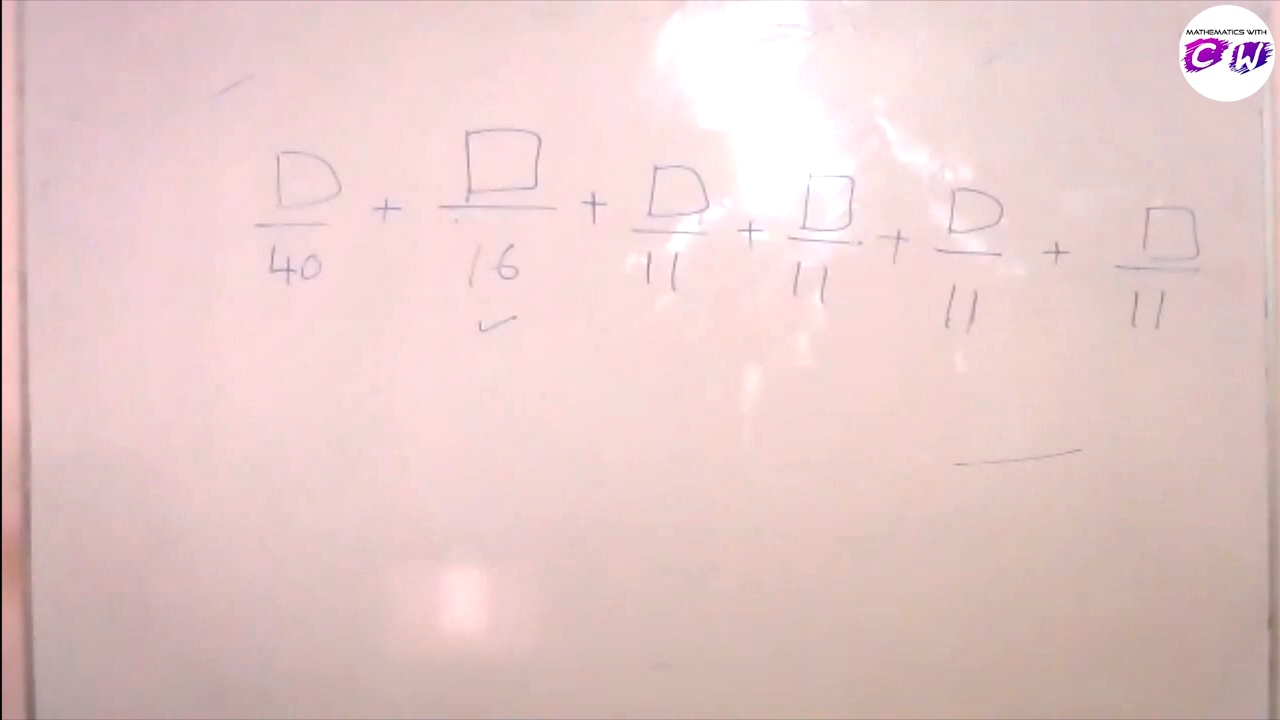 MATHEMATICS WITH
CW
□/40 + □/16 + □/11 + □/11 + □/11 + □/11